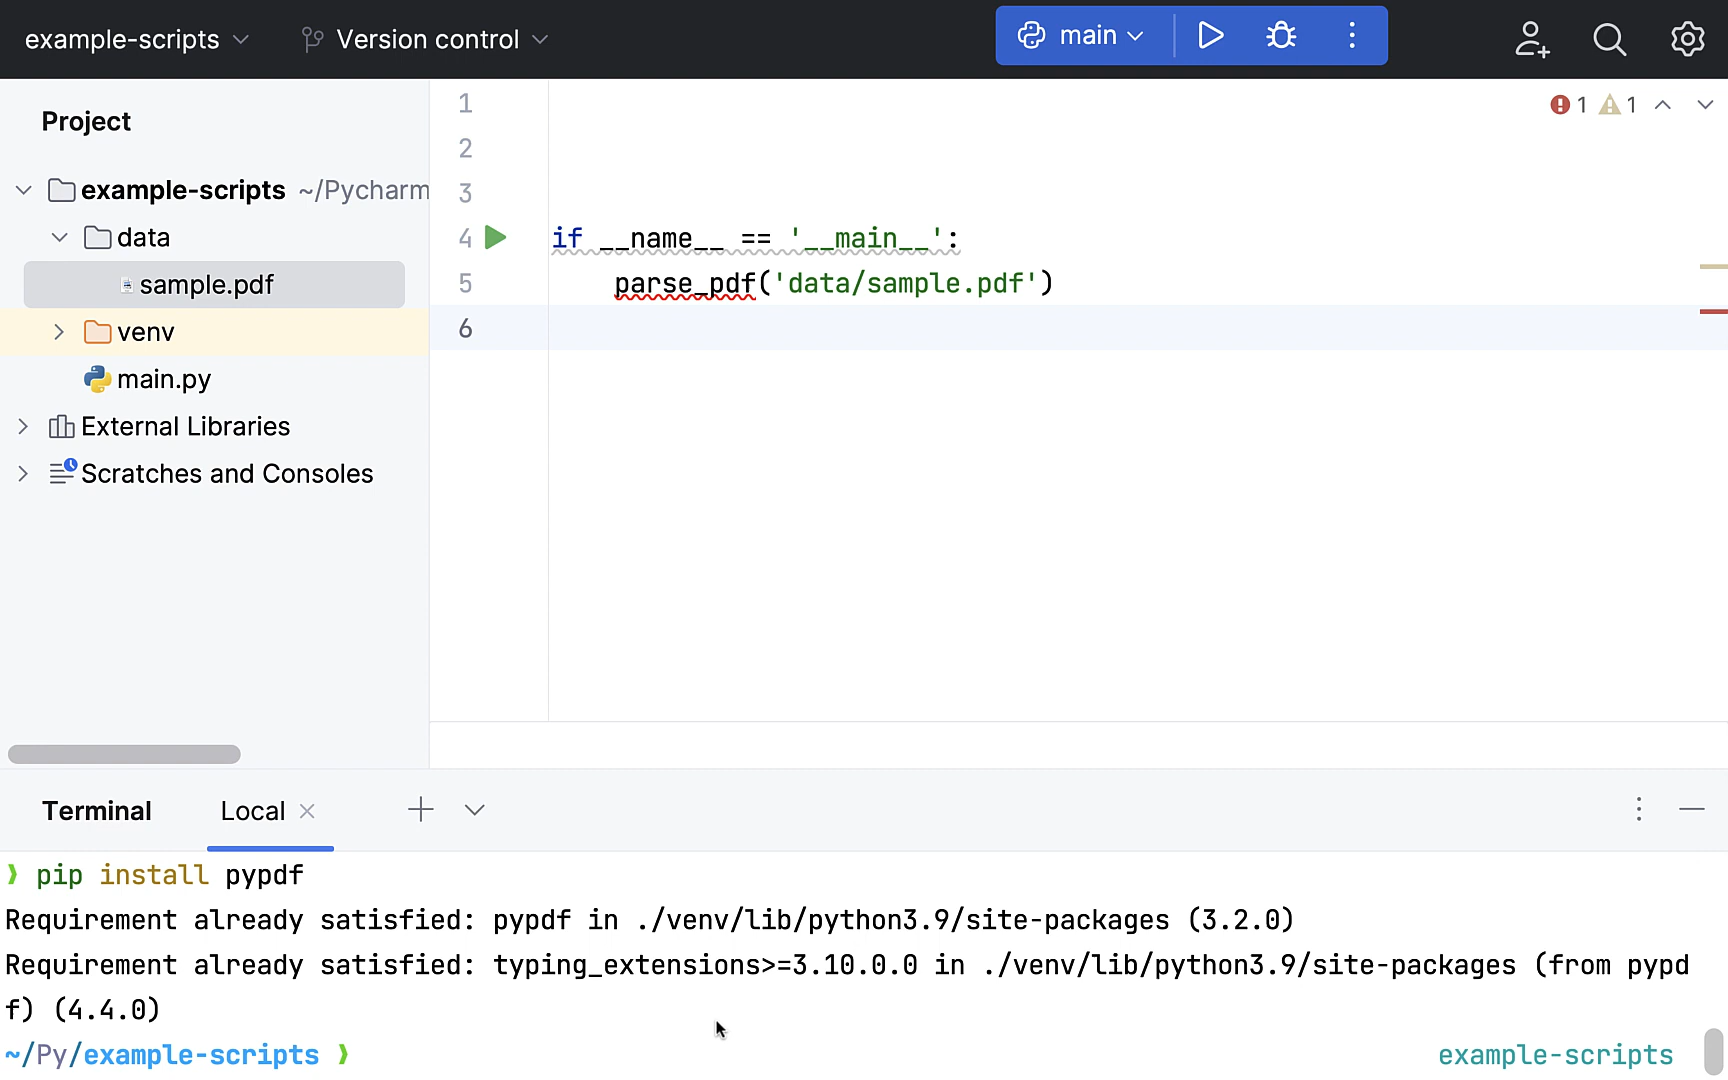 example-scripts
Version control
main
Project
1 1
example-scripts ~/Pycharm
data
sample.pdf
venv
main.py
External Libraries
Scratches and Consoles
1
2
3
4 if __name__ == '__main__':
5 parse_pdf('data/sample.pdf')
6
Terminal Local
❯ pip install pypdf
Requirement already satisfied: pypdf in ./venv/lib/python3.9/site-packages (3.2.0)
Requirement already satisfied: typing_extensions>=3.10.0.0 in ./venv/lib/python3.9/site-packages (from pypd
f) (4.4.0)
~/Py/example-scripts ❯ example-scripts